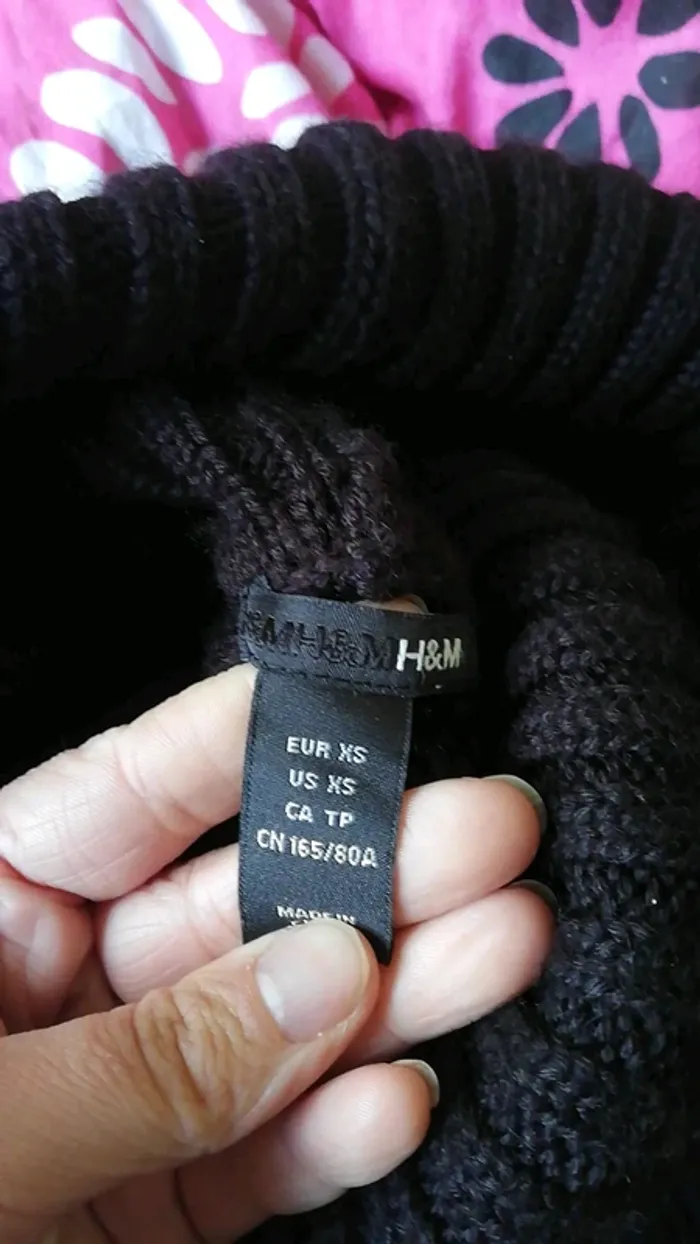 H&M H&M H&M
EUR XS
US XS
CA TP
CN 165/80A
MADE IN